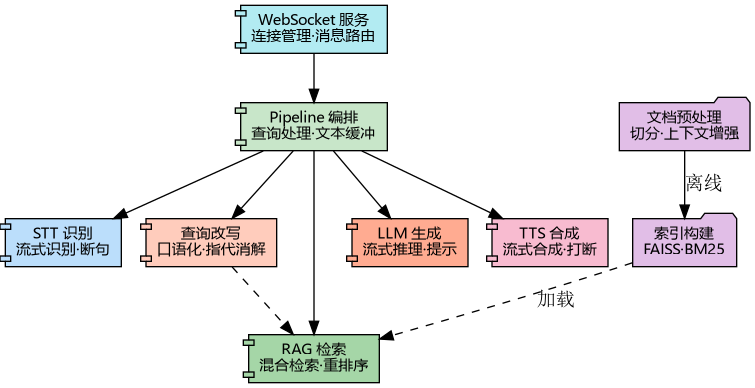 WebSocket 服务
连接管理·消息路由
Pipeline 编排
查询处理·文本缓冲
文档预处理
切分·上下文增强
离线
STT 识别
流式识别·断句
查询改写
口语化·指代消解
LLM 生成
流式推理·提示
TTS 合成
流式合成·打断
索引构建
FAISS·BM25
加载
RAG 检索
混合检索·重排序